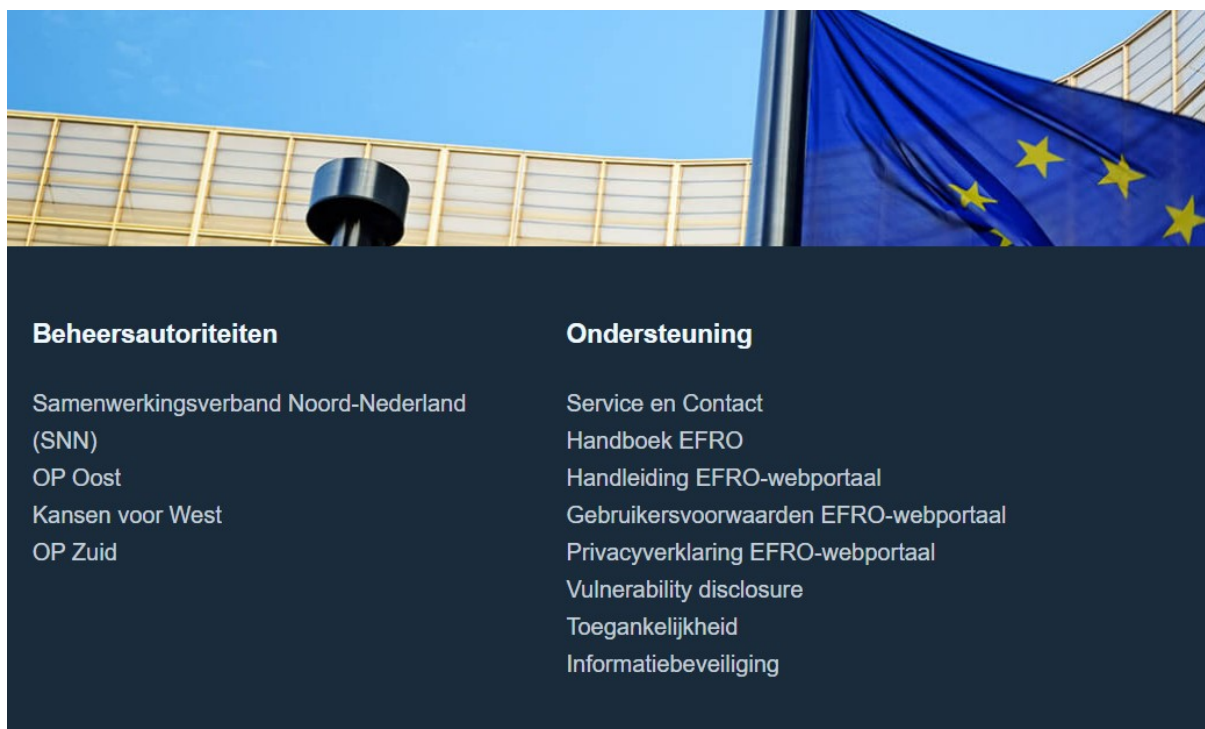 Beheersautoriteiten
Samenwerkingsverband Noord-Nederland
(SNN)
OP Oost
Kansen voor West
OP Zuid
Ondersteuning
Service en Contact
Handboek EFRO
Handleiding EFRO-webportaal
Gebruikersvoorwaarden EFRO-webportaal
Privacyverklaring EFRO-webportaal
Vulnerability disclosure
Toegankelijkheid
Informatiebeveiliging